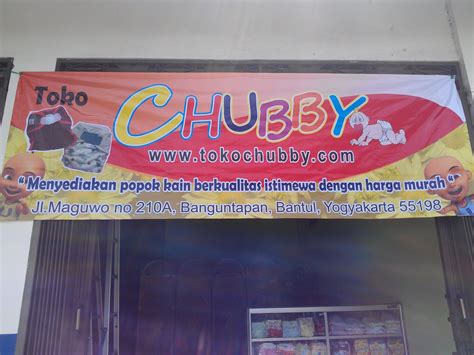 Toko
CHUBBY
www.tokochubby.com
" Menyediakan popok kain berkualitas istimewa dengan harga murah "
Jl.Maguwo no 210A, Banguntapan, Bantul, Yogyakarta 55198